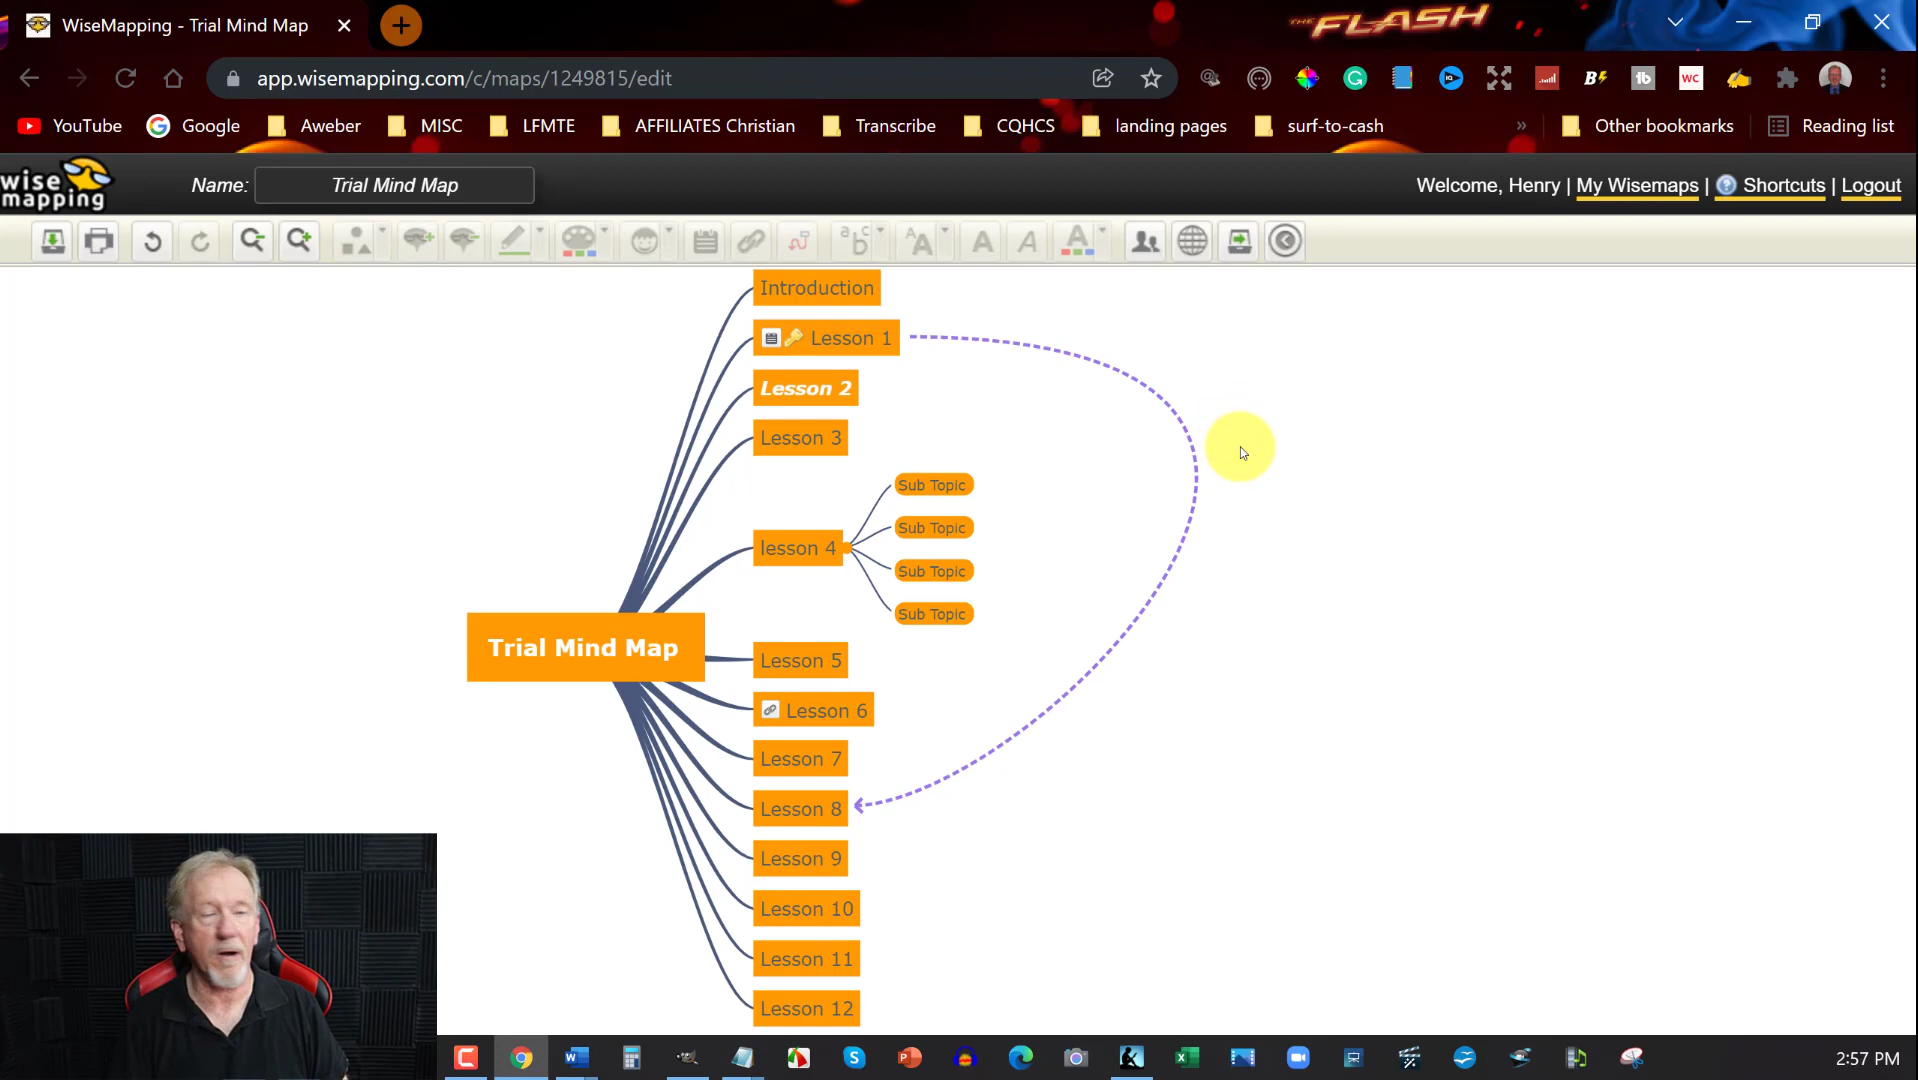 WiseMapping - Trial Mind Map
THE FLASH
app.wisemapping.com/c/maps/1249815/edit
YouTube Google Aweber MISC LFMTE AFFILIATES Christian Transcribe CQHCS landing pages surf-to-cash » Other bookmarks Reading list
wise mapping
Name: Trial Mind Map
Welcome, Henry | My Wisemaps | Shortcuts | Logout
Introduction
Lesson 1
Lesson 2
Lesson 3
Sub Topic
Sub Topic
lesson 4
Sub Topic
Sub Topic
Trial Mind Map
Lesson 5
Lesson 6
Lesson 7
Lesson 8
Lesson 9
Lesson 10
Lesson 11
Lesson 12
2:57 PM